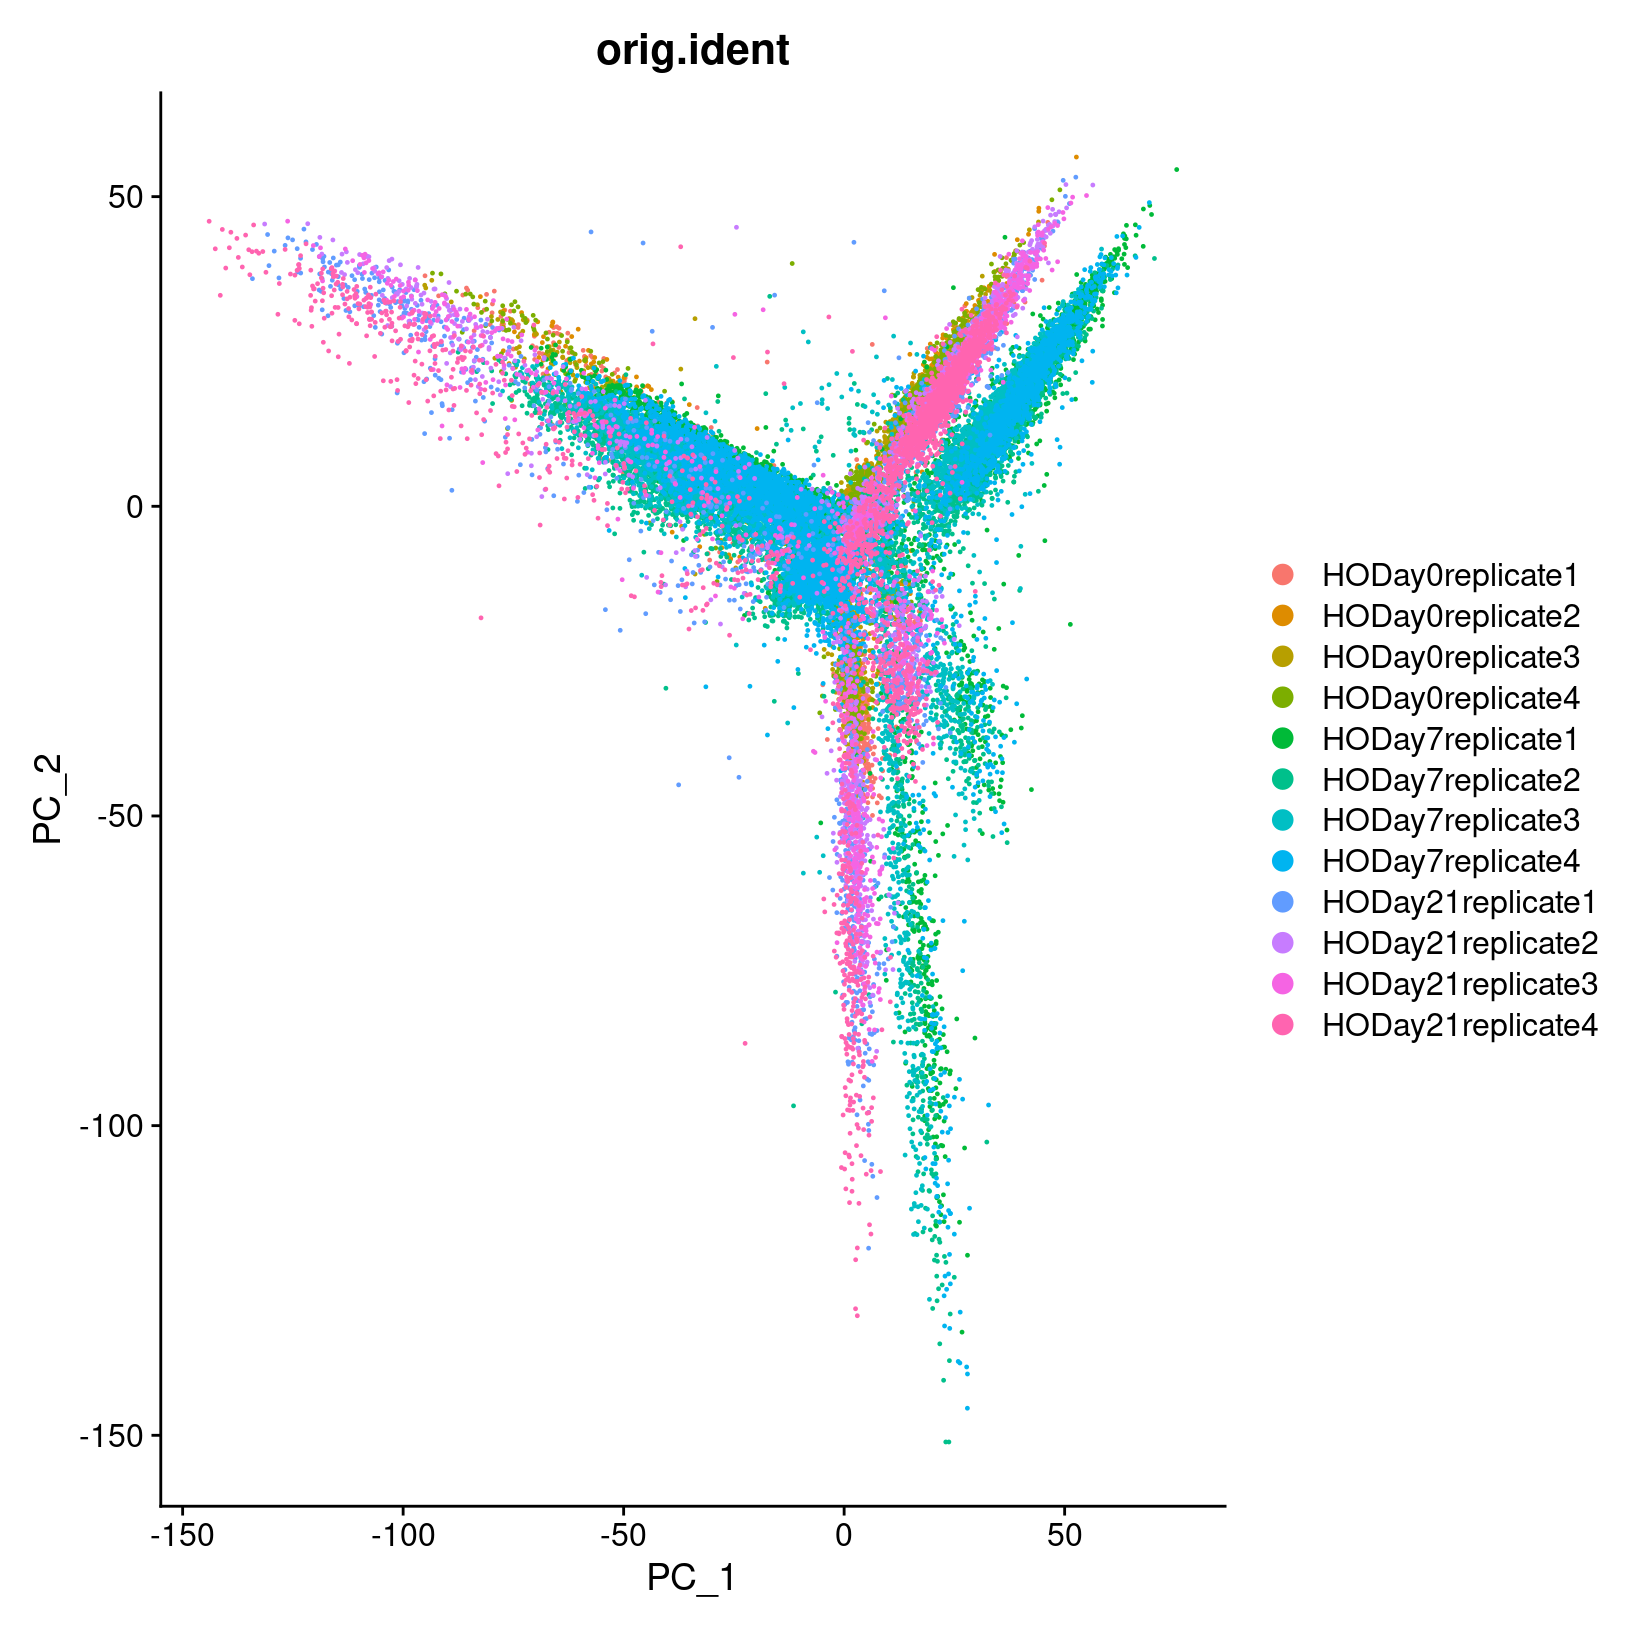 orig.ident
50
0
-50
-100
-150
PC_2
-150
-100
-50
0
50
PC_1
HODay0replicate1
HODay0replicate2
HODay0replicate3
HODay0replicate4
HODay7replicate1
HODay7replicate2
HODay7replicate3
HODay7replicate4
HODay21replicate1
HODay21replicate2
HODay21replicate3
HODay21replicate4